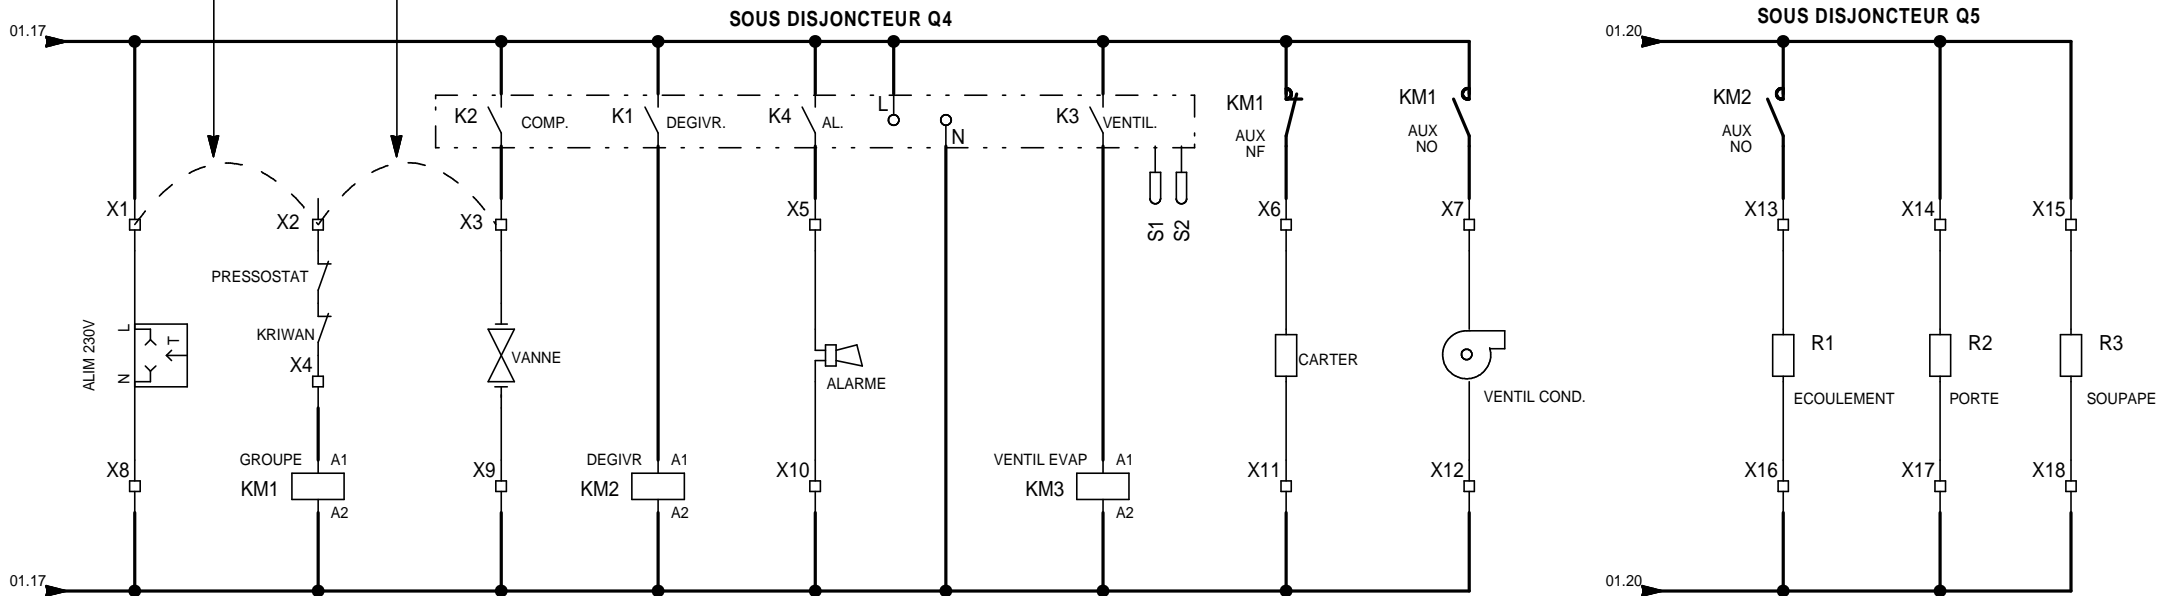 SOUS DISJONCTEUR Q4
SOUS DISJONCTEUR Q5
01.17
01.20
K2
COMP.
K1
DEGIVR.
K4
AL.
L
N
K3
VENTIL.
KM1
AUX
NF
KM1
AUX
NO
KM2
AUX
NO
X1
X2
X3
X5
S1
S2
X6
X7
X13
X14
X15
PRESSOSTAT
KRIWAN
X4
ALIM 230V
L
N
T
VANNE
ALARME
CARTER
VENTIL COND.
R1
ECOULEMENT
R2
PORTE
R3
SOUPAPE
X8
GROUPE A1
KM1
A2
X9
DEGIVR A1
KM2
A2
X10
VENTIL EVAP A1
KM3
A2
X11
X12
X16
X17
X18
01.17
01.20